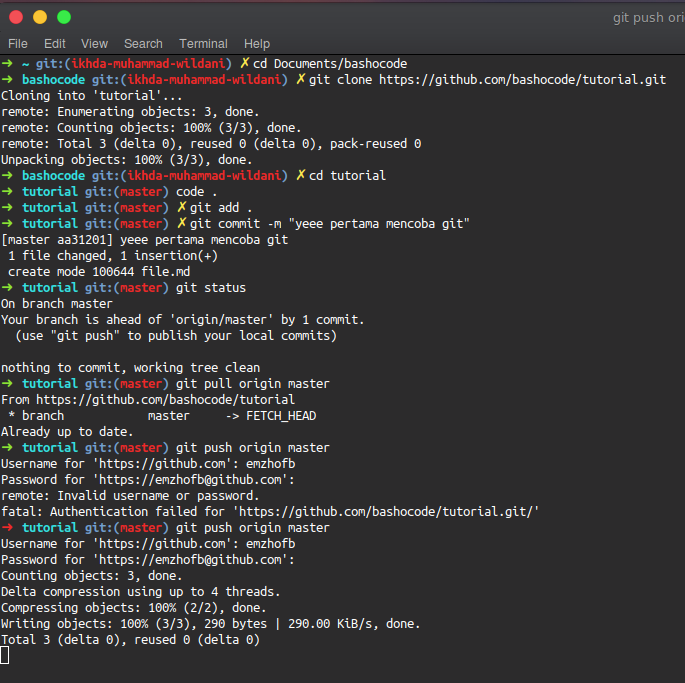 git push ori
File Edit View Search Terminal Help
➜ ~ git:(ikhda-muhammad-wildani) ✗ cd Documents/bashocode
➜ bashocode git:(ikhda-muhammad-wildani) ✗ git clone https://github.com/bashocode/tutorial.git
Cloning into 'tutorial'...
remote: Enumerating objects: 3, done.
remote: Counting objects: 100% (3/3), done.
remote: Total 3 (delta 0), reused 0 (delta 0), pack-reused 0
Unpacking objects: 100% (3/3), done.
➜ bashocode git:(ikhda-muhammad-wildani) ✗ cd tutorial
➜ tutorial git:(master) code .
➜ tutorial git:(master) ✗ git add .
➜ tutorial git:(master) ✗ git commit -m "yeee pertama mencoba git"
[master aa31201] yeee pertama mencoba git
 1 file changed, 1 insertion(+)
 create mode 100644 file.md
➜ tutorial git:(master) git status
On branch master
Your branch is ahead of 'origin/master' by 1 commit.
  (use "git push" to publish your local commits)
nothing to commit, working tree clean
➜ tutorial git:(master) git pull origin master
From https://github.com/bashocode/tutorial
 * branch master -> FETCH_HEAD
Already up to date.
➜ tutorial git:(master) git push origin master
Username for 'https://github.com': emzhofb
Password for 'https://emzhofb@github.com':
remote: Invalid username or password.
fatal: Authentication failed for 'https://github.com/bashocode/tutorial.git/'
➜ tutorial git:(master) git push origin master
Username for 'https://github.com': emzhofb
Password for 'https://emzhofb@github.com':
Counting objects: 3, done.
Delta compression using up to 4 threads.
Compressing objects: 100% (2/2), done.
Writing objects: 100% (3/3), 290 bytes | 290.00 KiB/s, done.
Total 3 (delta 0), reused 0 (delta 0)